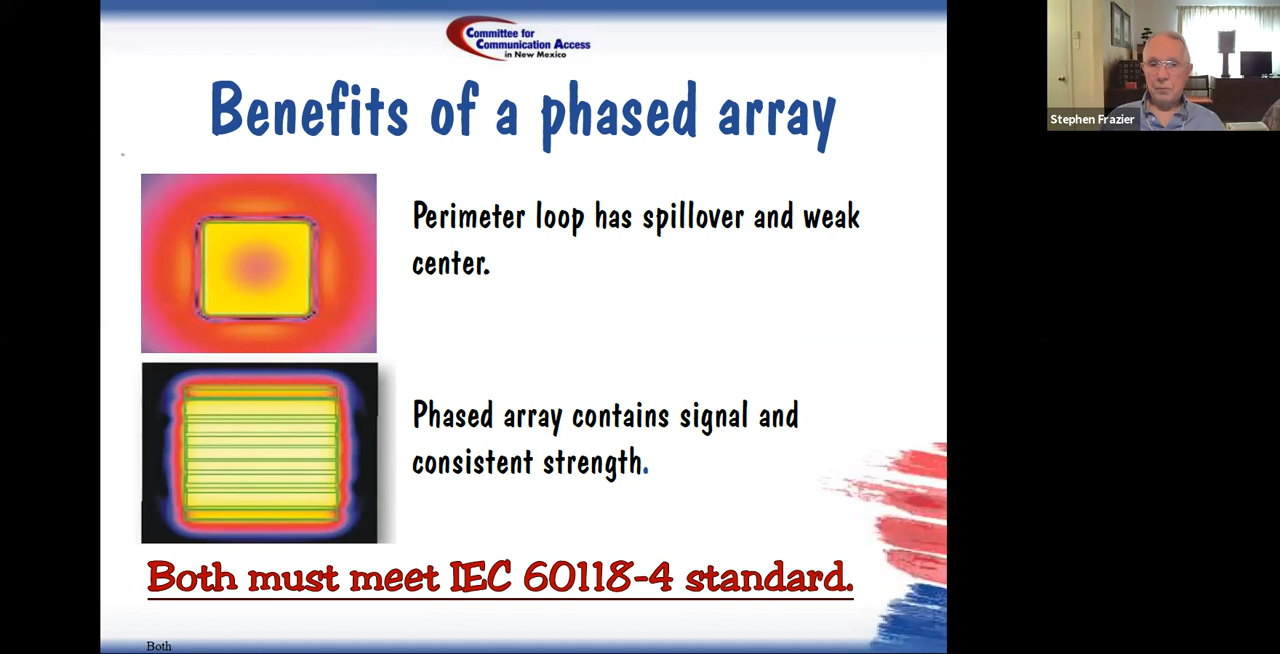 Committee for
Communication Access
in New Mexico
Benefits of a phased array
Perimeter loop has spillover and weak
center.
Phased array contains signal and
consistent strength.
Both must meet IEC 60118-4 standard.
Both
Stephen Frazier